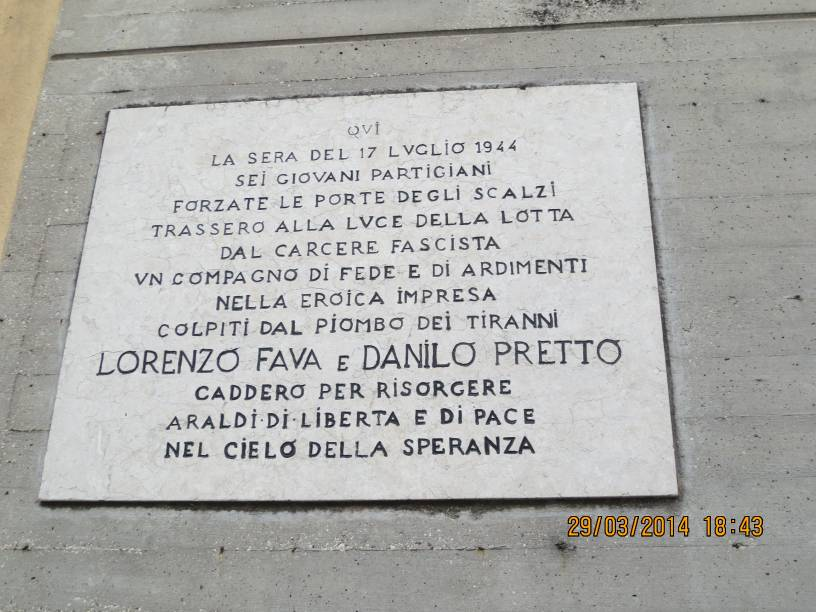 QVI
LA SERA DEL 17 LVGLIO 1944
SEI GIOVANI PARTIGIANI
FORZATE LE PORTE DEGLI SCALZI
TRASSERO ALLA LVCE DELLA LOTTA
DAL CARCERE FASCISTA
VN COMPAGNO DI FEDE E DI ARDIMENTI
NELLA EROICA IMPRESA
COLPITI DAL PIOMBO DEI TIRANNI
LORENZO FAVA E DANILO PRETTO
CADDERO PER RISORGERE
ARALDI·DI·LIBERTA E DI PACE
NEL CIELO DELLA SPERANZA
29/03/2014 18:43